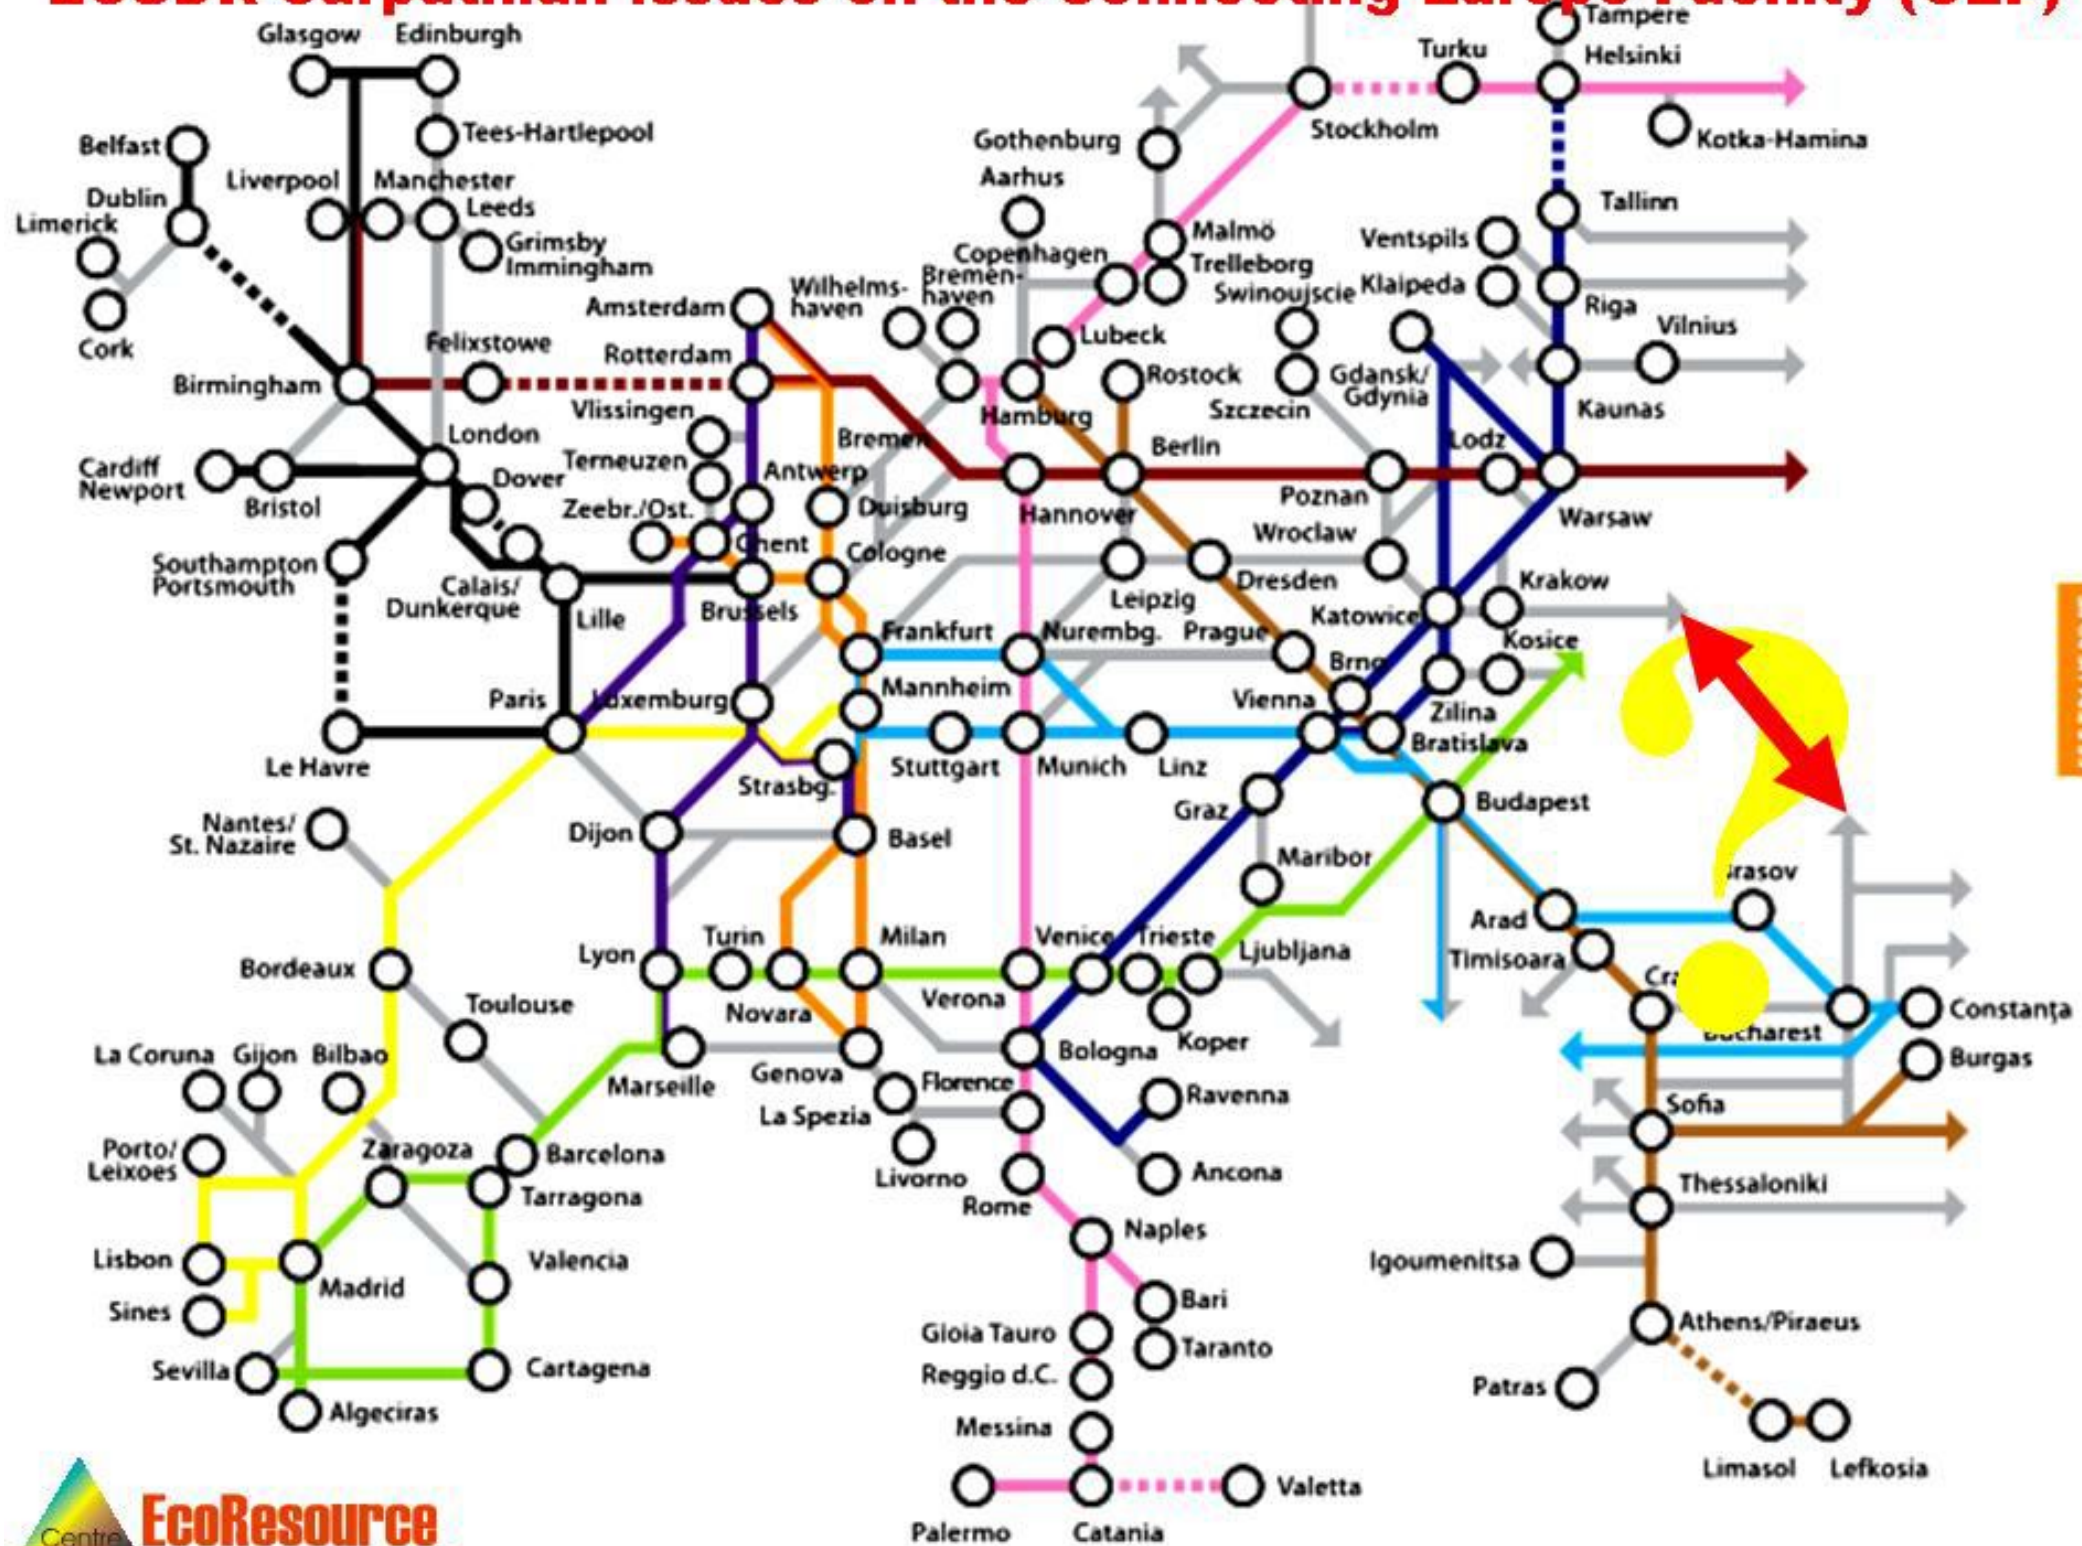 Glasgow
Edinburgh
Tampere
Turku
Helsinki
Tees-Hartlepool
Stockholm
Kotka-Hamina
Belfast
Gothenburg
Aarhus
Liverpool
Manchester
Dublin
Leeds
Limerick
Grimsby
Immingham
Tallinn
Malmö
Ventspils
Copenhagen
Trelleborg
Wilhelms-
haven
Bremen-
haven
Swinoujscie
Klaipeda
Riga
Amsterdam
Cork
Felixstowe
Rotterdam
Lubeck
Vilnius
Birmingham
Rostock
Gdansk/
Gdynia
Szczecin
Kaunas
Vlissingen
Hamburg
London
Bremen
Berlin
Lodz
Cardiff
Newport
Terneuzen
Antwerp
Dover
Bristol
Zeebr./Ost.
Duisburg
Hannover
Poznan
Warsaw
Ghent
Cologne
Wroclaw
Southampton
Portsmouth
Calais/
Dunkerque
Lille
Brussels
Leipzig
Dresden
Katowice
Krakow
Frankfurt
Nurembg.
Prague
Kosice
Brno
Paris
Luxemburg
Mannheim
Vienna
Zilina
Bratislava
Le Havre
Strasbg.
Stuttgart
Munich
Linz
Graz
Budapest
Nantes/
St. Nazaire
Dijon
Basel
Maribor
Arad
Lyon
Turin
Milan
Venice
Trieste
Ljubljana
Timisoara
Bordeaux
Toulouse
Novara
Verona
Constanţa
Koper
La Coruna
Gijon
Bilbao
Marseille
Genova
Bologna
Burgas
Florence
La Spezia
Ravenna
Sofia
Porto/
Leixoes
Zaragoza
Barcelona
Livorno
Ancona
Tarragona
Rome
Thessaloniki
Naples
Lisbon
Madrid
Valencia
Igoumenitsa
Sines
Bari
Gioia Tauro
Taranto
Athens/Piraeus
Sevilla
Cartagena
Reggio d.C.
Patras
Algeciras
Messina
Limasol
Lefkosia
Valetta
Palermo
Catania
Centre
EcoResource